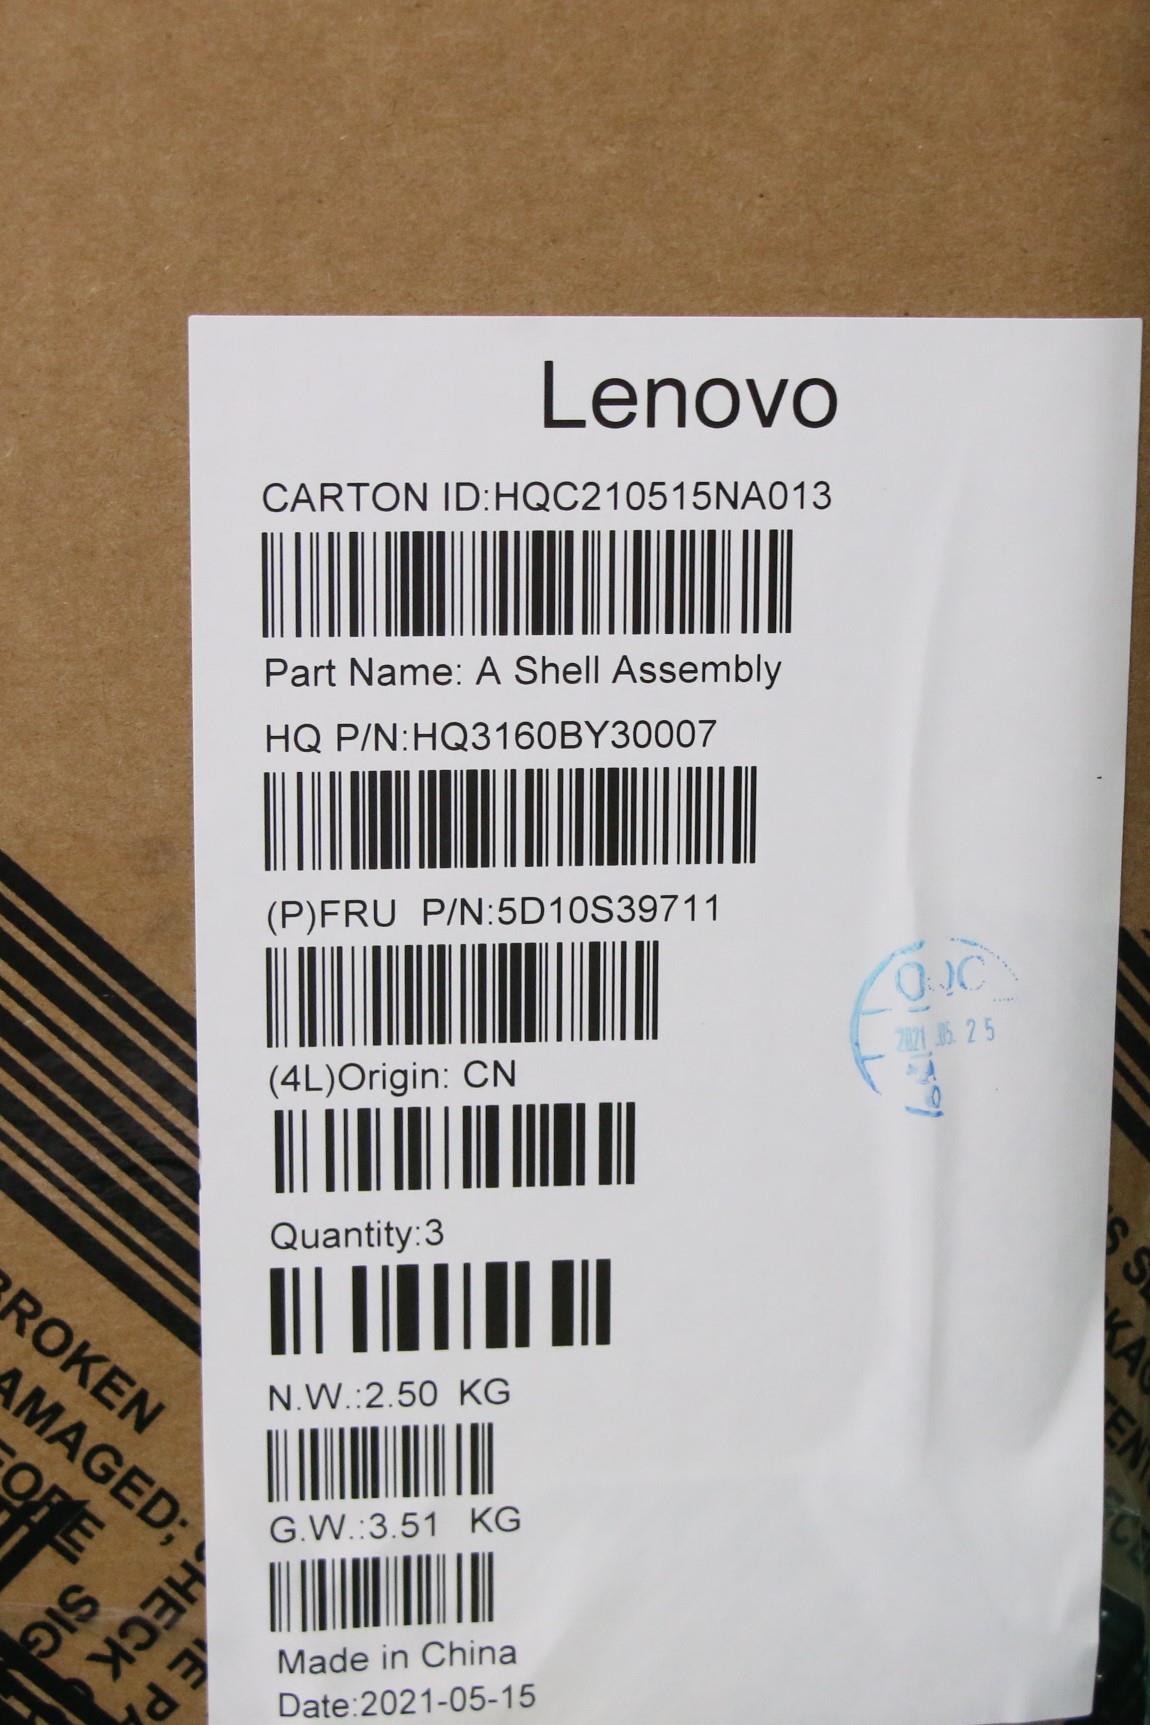 Lenovo
CARTON ID:HQC210515NA013
Part Name: A Shell Assembly
HQ P/N:HQ3160BY30007
(P)FRU P/N:5D10S39711
(4L)Origin: CN
2021.05.25
Quantity:3
N.W.:2.50 KG
G.W.:3.51 KG
Made in China
Date:2021-05-15
BROKEN
AMAGED;
SIG